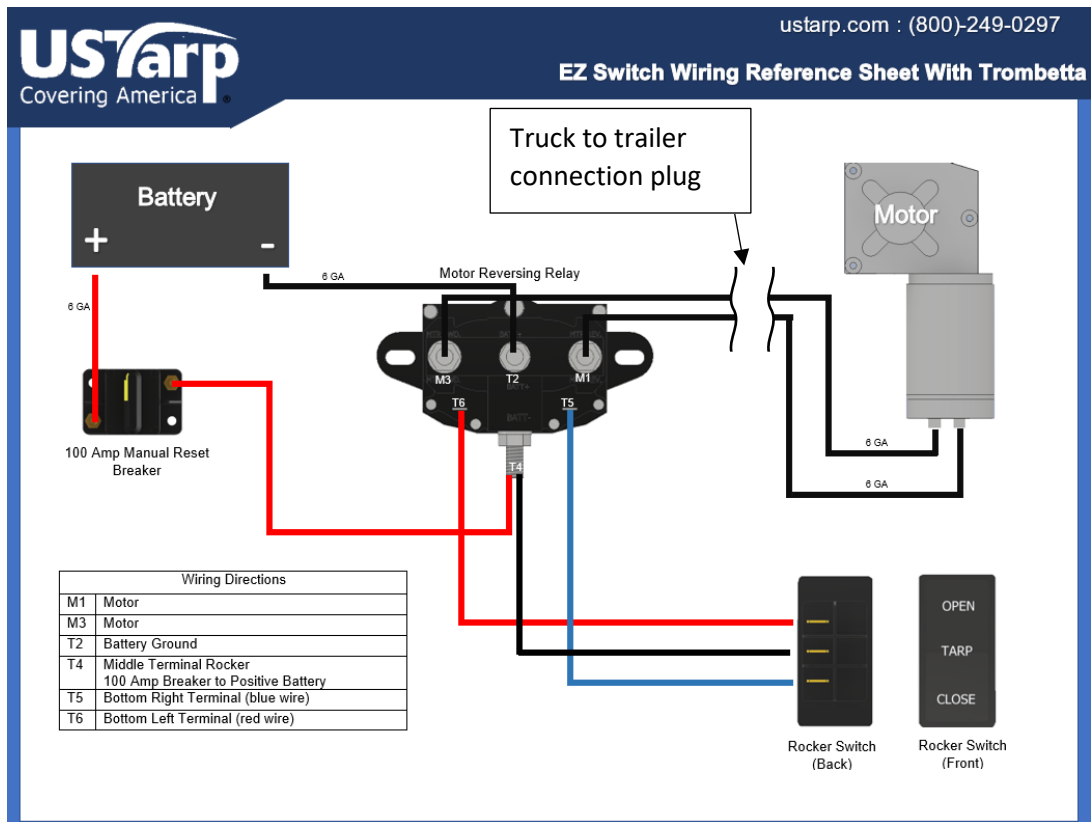 ustarp.com : (800)-249-0297
USTarp
Covering America
EZ Switch Wiring Reference Sheet With Trombetta
Truck to trailer
connection plug
Battery
+
-
Motor
6 GA
Motor Reversing Relay
6 GA
BATT+
M3
T2
M1
BATT+
T6
T5
BATT-
100 Amp Manual Reset
Breaker
T4
6 GA
6 GA
Wiring Directions
M1 Motor
M3 Motor
T2 Battery Ground
T4 Middle Terminal Rocker
100 Amp Breaker to Positive Battery
T5 Bottom Right Terminal (blue wire)
T6 Bottom Left Terminal (red wire)
OPEN
TARP
CLOSE
Rocker Switch
(Back)
Rocker Switch
(Front)